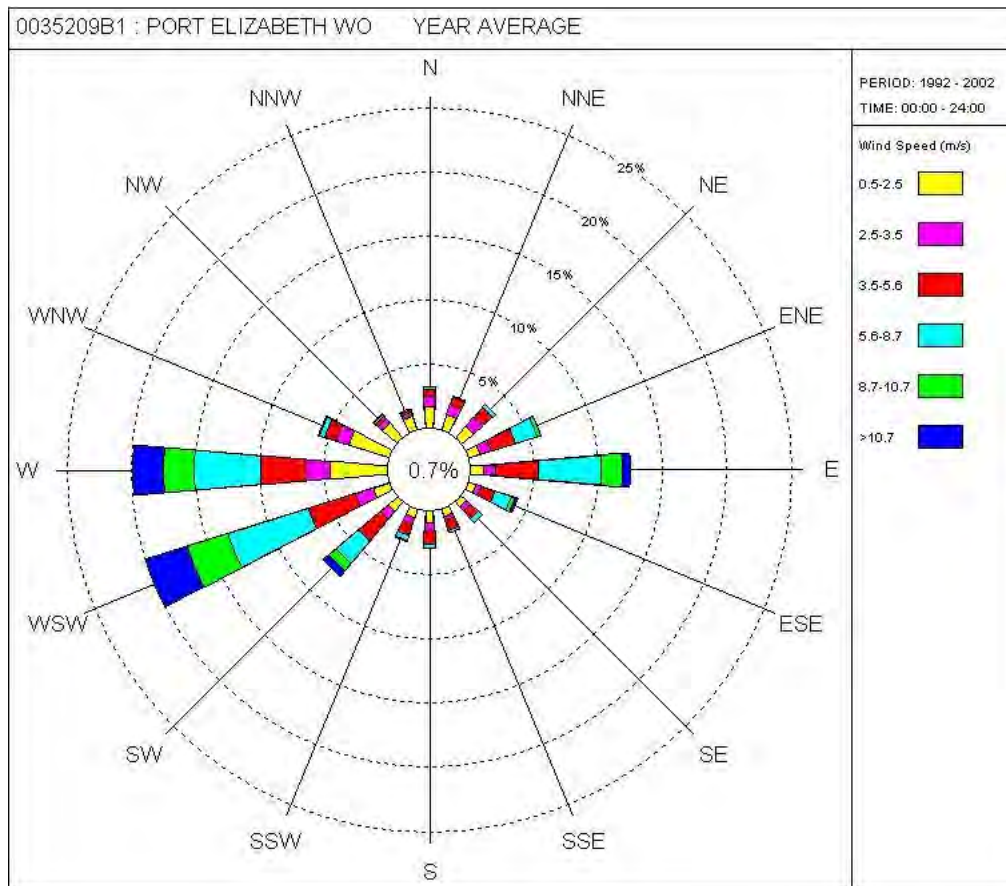 0035209B1 : PORT ELIZABETH WO YEAR AVERAGE
PERIOD: 1992 - 2002
TIME: 00:00 - 24:00
Wind Speed (m/s)
0.5-2.5
2.5-3.5
3.5-5.6
5.6-8.7
8.7-10.7
>10.7
N
NNE
NE
ENE
E
ESE
SE
SSE
S
SSW
SW
WSW
W
WNW
NW
NNW
25%
20%
15%
10%
5%
0.7%